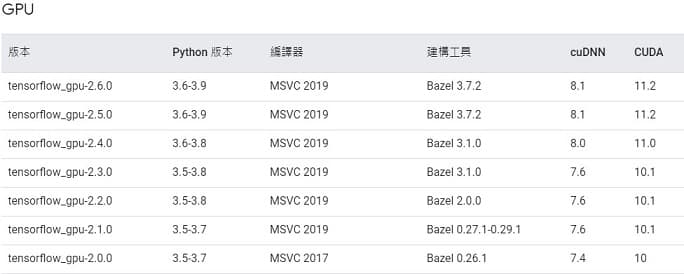 GPU
版本 Python 版本 編譯器 建構工具 cuDNN CUDA
tensorflow_gpu-2.6.0 3.6-3.9 MSVC 2019 Bazel 3.7.2 8.1 11.2
tensorflow_gpu-2.5.0 3.6-3.9 MSVC 2019 Bazel 3.7.2 8.1 11.2
tensorflow_gpu-2.4.0 3.6-3.8 MSVC 2019 Bazel 3.1.0 8.0 11.0
tensorflow_gpu-2.3.0 3.5-3.8 MSVC 2019 Bazel 3.1.0 7.6 10.1
tensorflow_gpu-2.2.0 3.5-3.8 MSVC 2019 Bazel 2.0.0 7.6 10.1
tensorflow_gpu-2.1.0 3.5-3.7 MSVC 2019 Bazel 0.27.1-0.29.1 7.6 10.1
tensorflow_gpu-2.0.0 3.5-3.7 MSVC 2017 Bazel 0.26.1 7.4 10